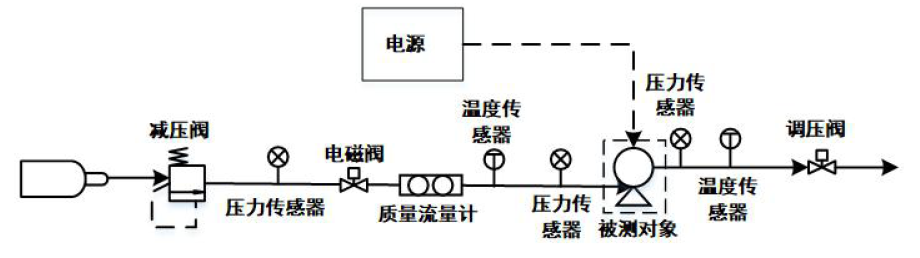 电源
压力传
感器
温度传
感器
减压阀
电磁阀
调压阀
压力传感器
质量流量计
压力传
感器
被测对象
温度传
感器